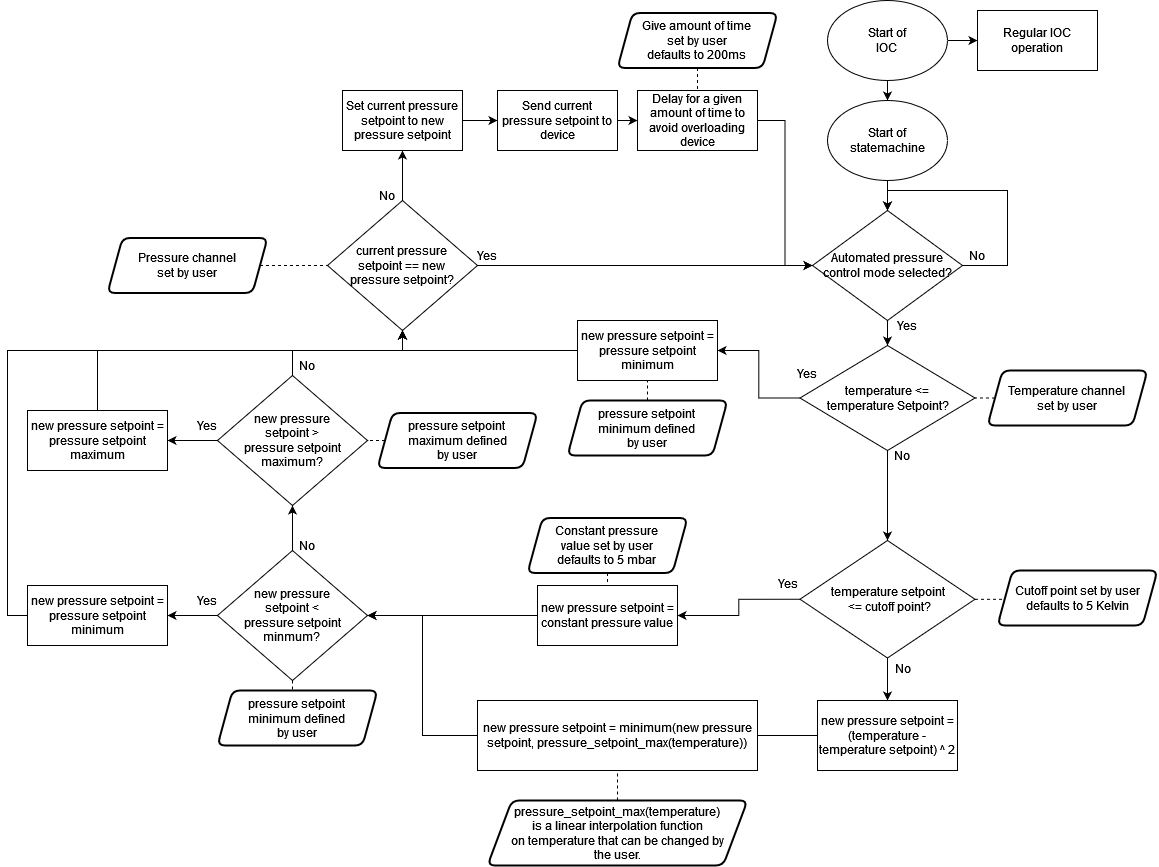 Give amount of time
set by user
defaults to 200ms
Start of
IOC
Regular IOC
operation
Set current pressure
setpoint to new
pressure setpoint
Send current
pressure setpoint to
device
Delay for a given
amount of time to
avoid overloading
device
Start of
statemachine
No
Pressure channel
set by user
current pressure
setpoint == new
pressure setpoint?
Yes
Automated pressure
control mode selected?
No
Yes
new pressure setpoint =
pressure setpoint
minimum
Yes
temperature <=
temperature Setpoint?
Temperature channel
set by user
No
No
new pressure setpoint =
pressure setpoint
maximum
Yes
new pressure
setpoint >
pressure setpoint
maximum?
pressure setpoint
maximum defined
by user
pressure setpoint
minimum defined
by user
No
Constant pressure
value set by user
defaults to 5 mbar
new pressure setpoint =
pressure setpoint
minimum
Yes
new pressure
setpoint <
pressure setpoint
minmum?
new pressure setpoint =
constant pressure value
Yes
temperature setpoint
<= cutoff point?
Cutoff point set by user
defaults to 5 Kelvin
No
pressure setpoint
minimum defined
by user
new pressure setpoint = minimum(new pressure
setpoint, pressure_setpoint_max(temperature))
new pressure setpoint =
(temperature -
temperature setpoint) ^ 2
pressure_setpoint_max(temperature)
is a linear interpolation function
on temperature that can be changed by
the user.